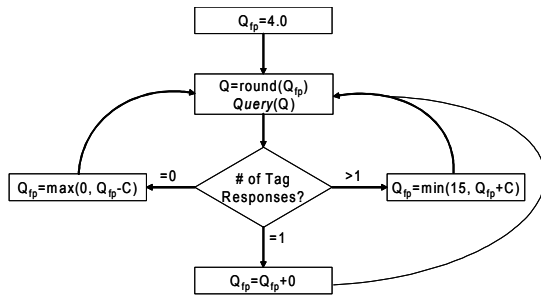 Q_fp=4.0
Q=round(Q_fp)
Query(Q)
# of Tag
Responses?
=0
>1
Q_fp=max(0, Q_fp-C)
Q_fp=min(15, Q_fp+C)
=1
Q_fp=Q_fp+0